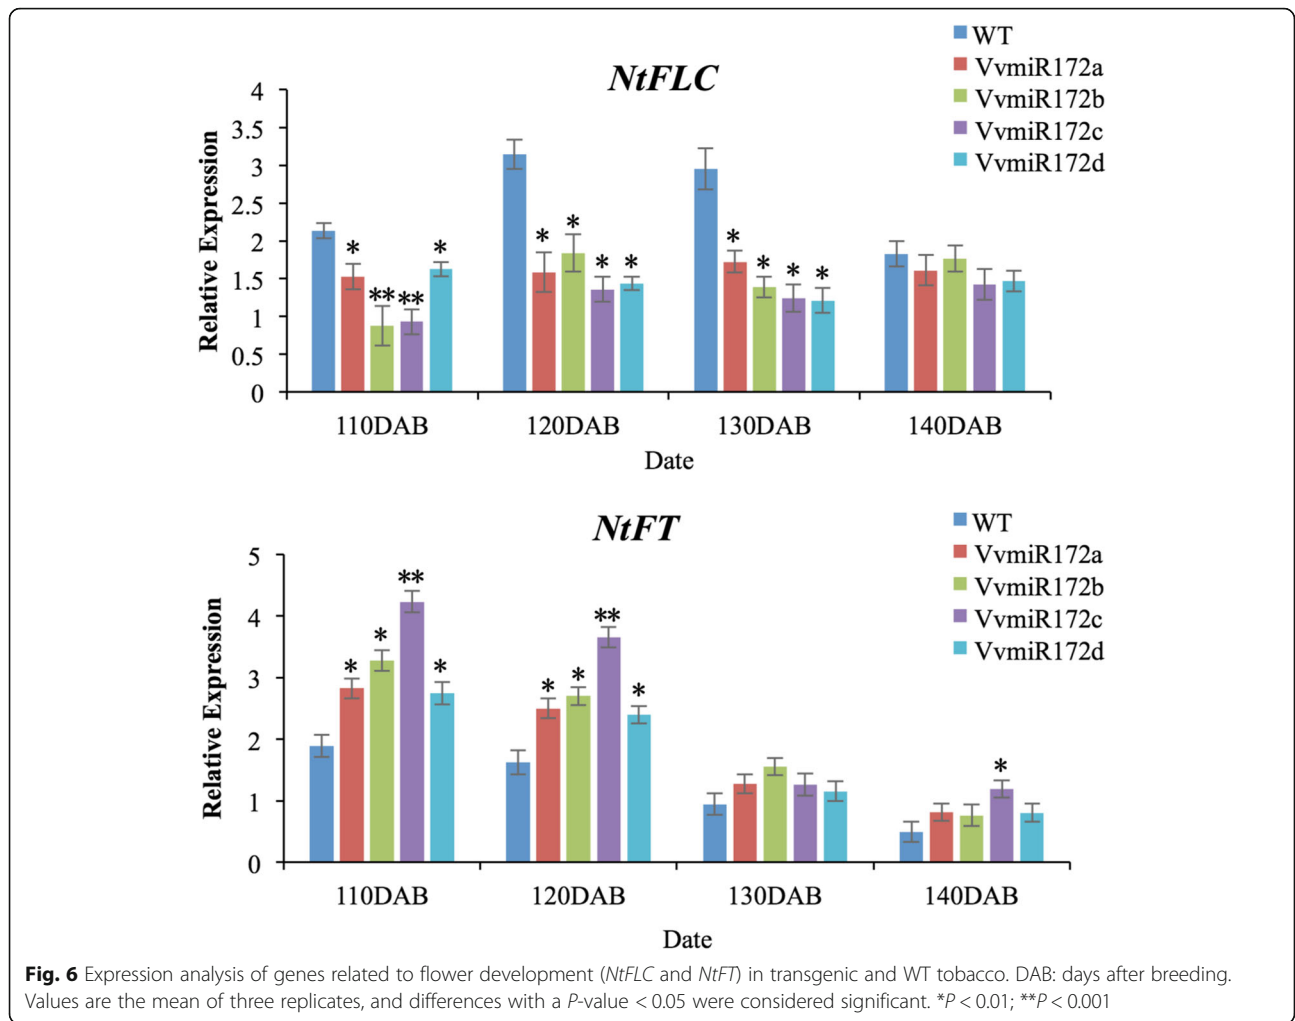 WT
VvmiR172a
VvmiR172b
VvmiR172c
VvmiR172d
NtFLC
Relative Expression
4
3.5
3
2.5
2
1.5
1
0.5
0
* ** ** *
* * * *
* * * *
110DAB 120DAB 130DAB 140DAB
Date
WT
VvmiR172a
VvmiR172b
VvmiR172c
VvmiR172d
NtFT
Relative Expression
5
4
3
2
1
0
* * ** *
* * ** *
*
110DAB 120DAB 130DAB 140DAB
Date
Fig. 6 Expression analysis of genes related to flower development (NtFLC and NtFT) in transgenic and WT tobacco. DAB: days after breeding.
Values are the mean of three replicates, and differences with a P-value < 0.05 were considered significant. *P < 0.01; **P < 0.001